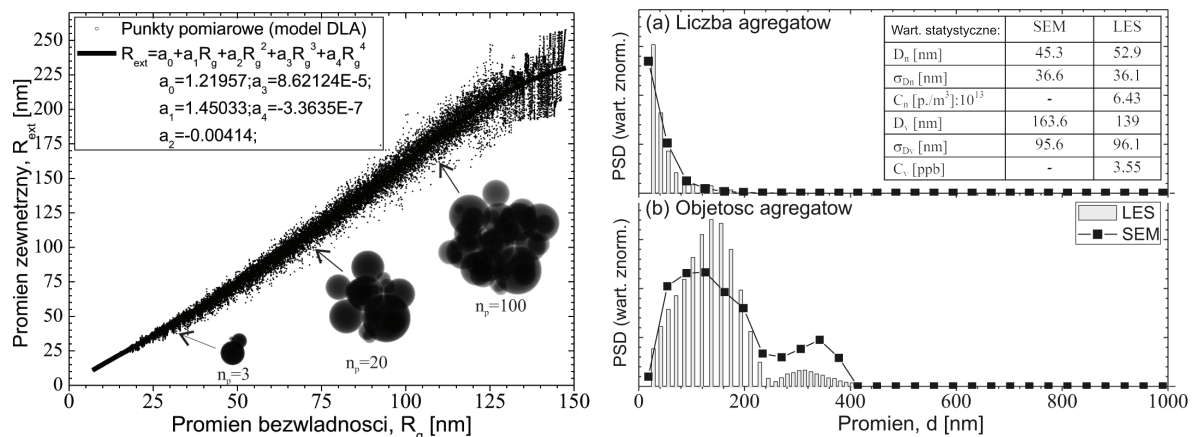 Punkty pomiarowe (model DLA)
R_ext=a_0+a_1R_g+a_2R_g^2+a_3R_g^3+a_4R_g^4
a_0=1.21957;a_3=8.62124E-5;
a_1=1.45033;a_4=-3.3635E-7
a_2=-0.00414;
Promien zewnetrzny, R_ext [nm]
250
225
200
175
150
125
100
75
50
25
0
n_p=3
n_p=20
n_p=100
0 25 50 75 100 125 150
Promien bezwladnosci, R_g [nm]
(a) Liczba agregatow
PSD (wart. znorm.)
Wart. statystyczne: SEM LES
D_n [nm] 45.3 52.9
σ_Dn [nm] 36.6 36.1
C_n [p./m^3]:10^13 - 6.43
D_v [nm] 163.6 139
σ_Dv [nm] 95.6 96.1
C_v [ppb] - 3.55
(b) Objetosc agregatow
PSD (wart. znorm.)
LES
SEM
0 200 400 600 800 1000
Promien, d [nm]